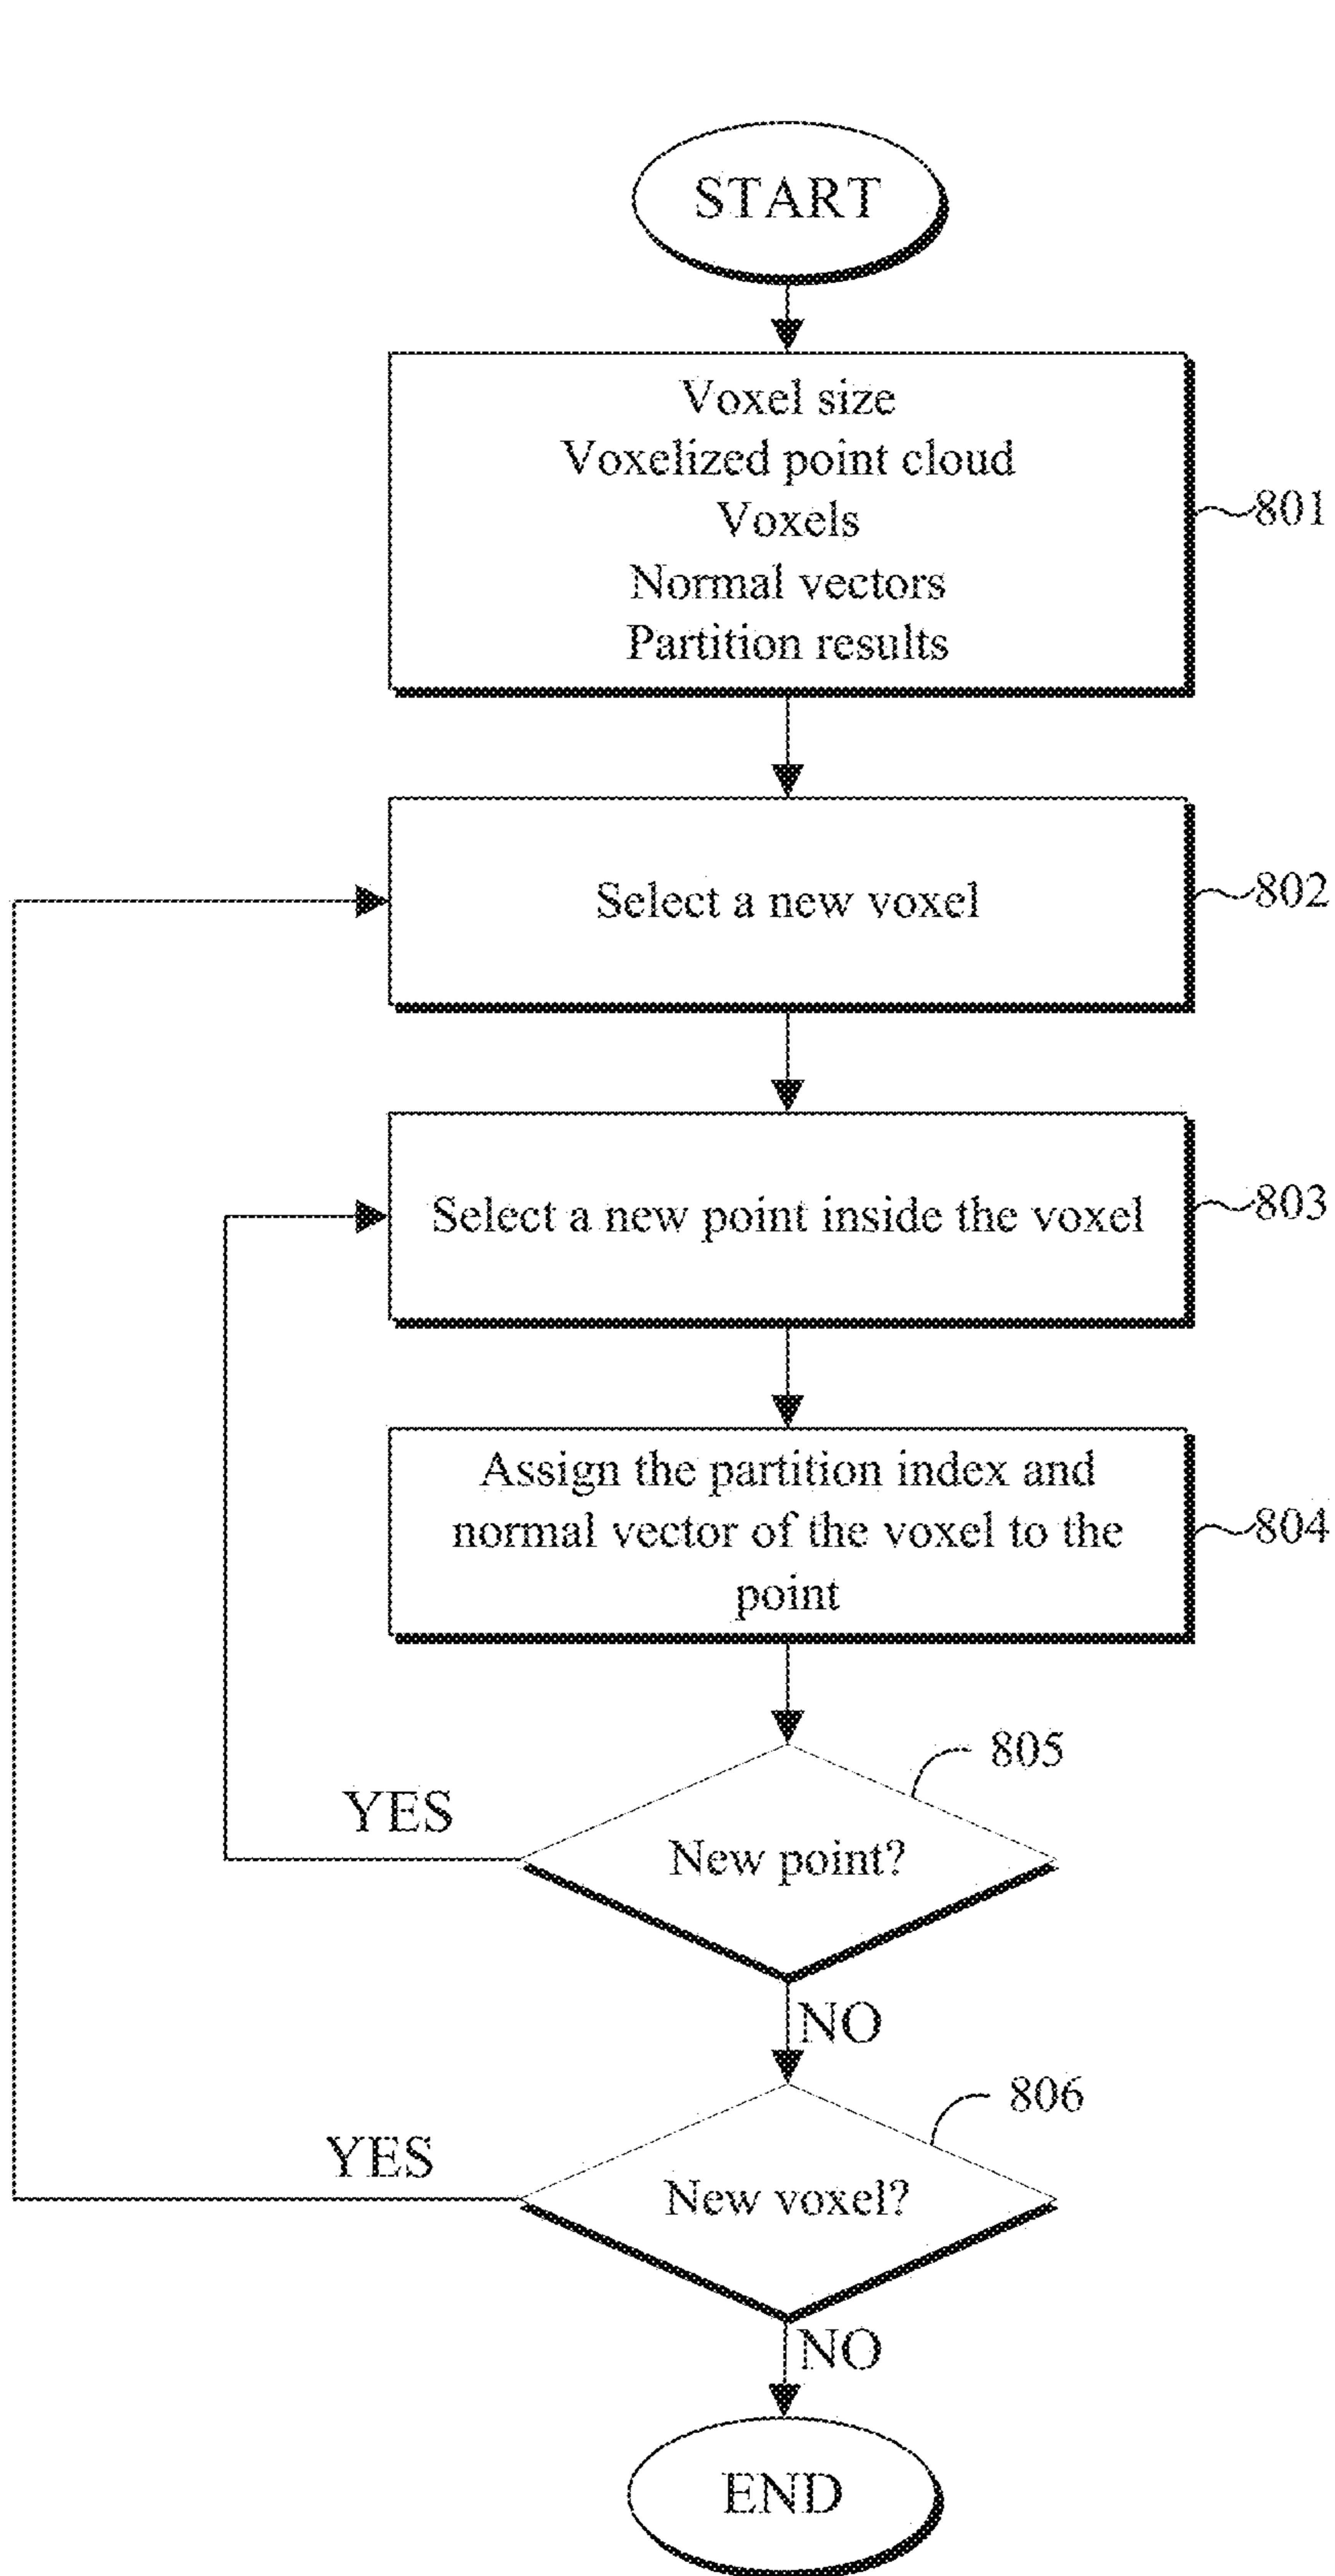 START
Voxel size
Voxelized point cloud
Voxels
Normal vectors
Partition results
801
Select a new voxel
802
Select a new point inside the voxel
803
Assign the partition index and
normal vector of the voxel to the
point
804
805
YES
New point?
NO
806
YES
New voxel?
NO
END